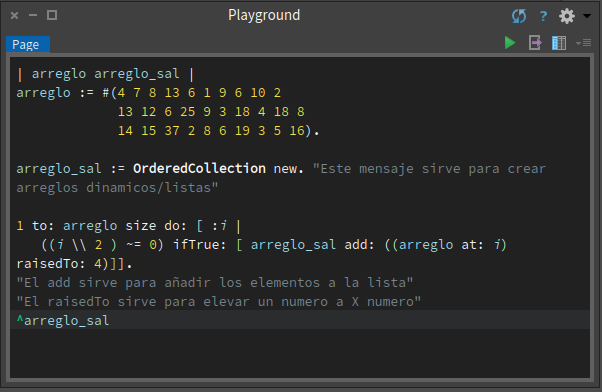 Playground
?
Page
| arreglo arreglo_sal |
arreglo := #(4 7 8 13 6 1 9 6 10 2
13 12 6 25 9 3 18 4 18 8
14 15 37 2 8 6 19 3 5 16).
arreglo_sal := OrderedCollection new. "Este mensaje sirve para crear
arreglos dinamicos/listas"
1 to: arreglo size do: [ :i |
((i \\ 2 ) ~= 0) ifTrue: [ arreglo_sal add: ((arreglo at: i)
raisedTo: 4)]].
"El add sirve para añadir los elementos a la lista"
"El raisedTo sirve para elevar un numero a X numero"
^arreglo_sal